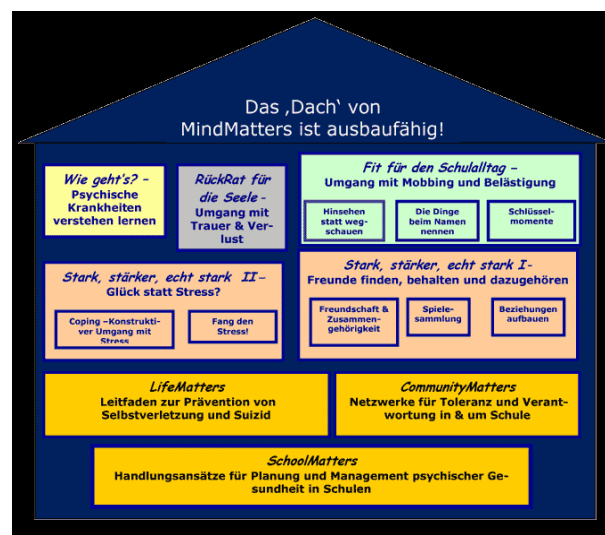 Das ‚Dach‘ von
MindMatters ist ausbaufähig!
Wie geht's? –
Psychische
Krankheiten
verstehen lernen
RückRat für
die Seele -
Umgang mit
Trauer & Ver-
lust
Fit für den Schulalltag –
Umgang mit Mobbing und Belästigung
Hinsehen
statt weg-
schauen
Die Dinge
beim Namen
nennen
Schlüssel-
momente
Stark, stärker, echt stark II –
Glück statt Stress?
Coping –Konstrukti-
ver Umgang mit
Stress
Fang den
Stress!
Stark, stärker, echt stark I-
Freunde finden, behalten und dazugehören
Freundschaft &
Zusammen-
gehörigkeit
Spiele-
sammlung
Beziehungen
aufbauen
LifeMatters
Leitfaden zur Prävention von
Selbstverletzung und Suizid
CommunityMatters
Netzwerke für Toleranz und Verant-
wortung in & um Schule
SchoolMatters
Handlungsansätze für Planung und Management psychischer Ge-
sundheit in Schulen